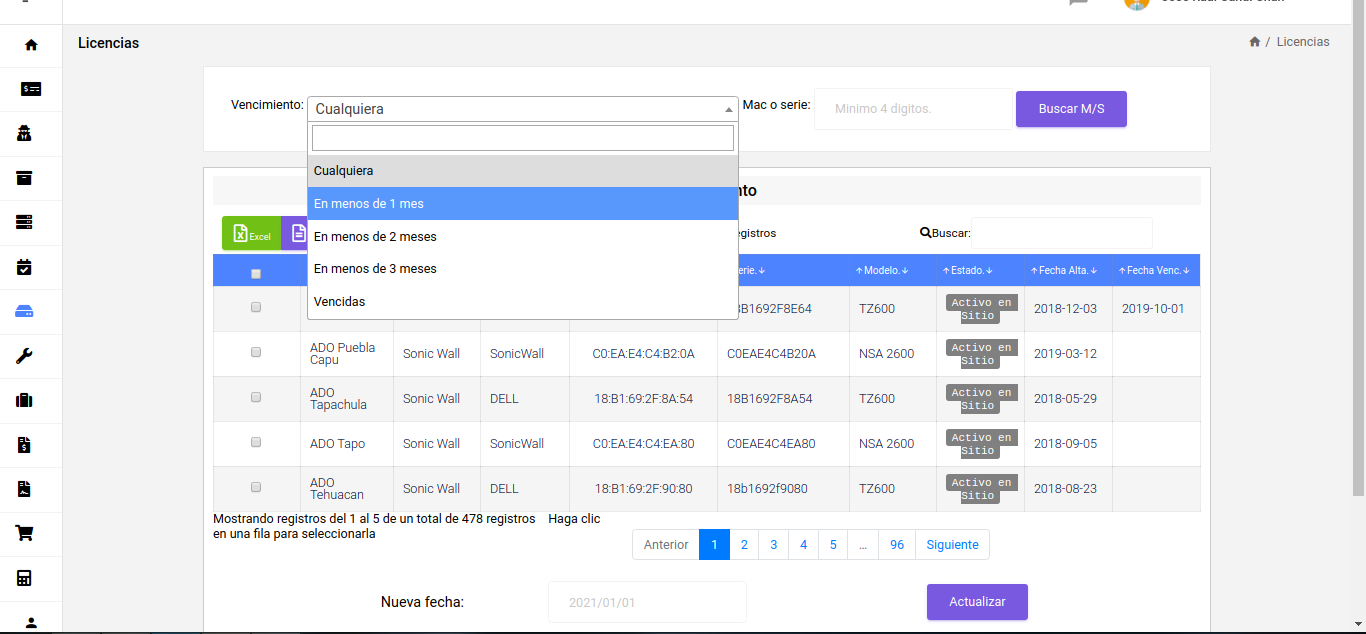 Licencias
/ Licencias
Vencimiento:
Cualquiera
Mac o serie:
Minimo 4 digitos.
Buscar M/S
Cualquiera
En menos de 1 mes
En menos de 2 meses
En menos de 3 meses
Vencidas
Excel
Buscar:
Modelo.
Estado.
Fecha Alta.
Fecha Venc.
TZ600
Activo en
Sitio
2018-12-03
2019-10-01
ADO Puebla
Capu
Sonic Wall
SonicWall
C0:EA:E4:C4:B2:0A
C0EAE4C4B20A
NSA 2600
Activo en
Sitio
2019-03-12
ADO
Tapachula
Sonic Wall
DELL
18:B1:69:2F:8A:54
18B1692F8A54
TZ600
Activo en
Sitio
2018-05-29
ADO Tapo
Sonic Wall
SonicWall
C0:EA:E4:C4:EA:80
C0EAE4C4EA80
NSA 2600
Activo en
Sitio
2018-09-05
ADO
Tehuacan
Sonic Wall
DELL
18:B1:69:2F:90:80
18b1692f9080
TZ600
Activo en
Sitio
2018-08-23
Mostrando registros del 1 al 5 de un total de 478 registros Haga clic
en una fila para seleccionarla
Anterior 1 2 3 4 5 ... 96 Siguiente
Nueva fecha:
2021/01/01
Actualizar